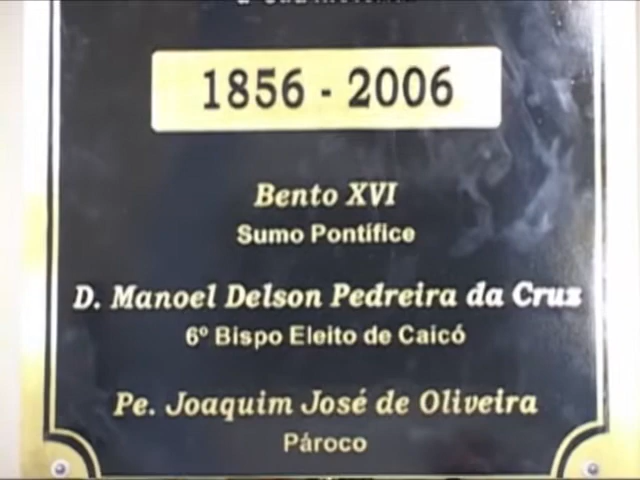 1856 - 2006
Bento XVI
Sumo Pontífice
D. Manoel Delson Pedreira da Cruz
6º Bispo Eleito de Caicó
Pe. Joaquim José de Oliveira
Pároco